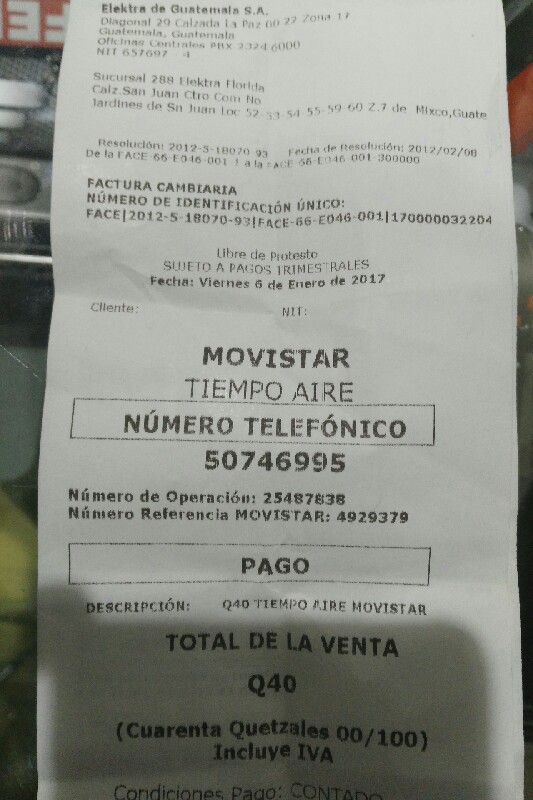 Elektra de Guatemala S.A.
Diagonal 29 Calzada La Paz 00 22 Zona 17
Guatemala, Guatemala
Oficinas Centrales PBX 2324 6000
NIT 657697 - 4
Sucursal 288 Elektra Florida
Calz.San Juan Ctro Com No
Jardines de Sn Juan Loc 52-53-54-55-59-60 Z.7 de Mixco,Guate
Resolución: 2012-5-18070-93 Fecha de Resolución: 2012/02/08
De la FACE-66-E046-001-1 a la FACE-66-E046-001-300000
FACTURA CAMBIARIA
NÚMERO DE IDENTIFICACIÓN ÚNICO:
FACE|2012-5-18070-93|FACE-66-E046-001|170000032204
Libre de Protesto
SUJETO A PAGOS TRIMESTRALES
Fecha: Viernes 6 de Enero de 2017
Cliente: NIT:
MOVISTAR
TIEMPO AIRE
NÚMERO TELEFÓNICO
50746995
Número de Operación: 25487838
Número Referencia MOVISTAR: 4929379
PAGO
DESCRIPCIÓN: Q40 TIEMPO AIRE MOVISTAR
TOTAL DE LA VENTA
Q40
(Cuarenta Quetzales 00/100)
Incluye IVA
Condiciones Pago: CONTADO